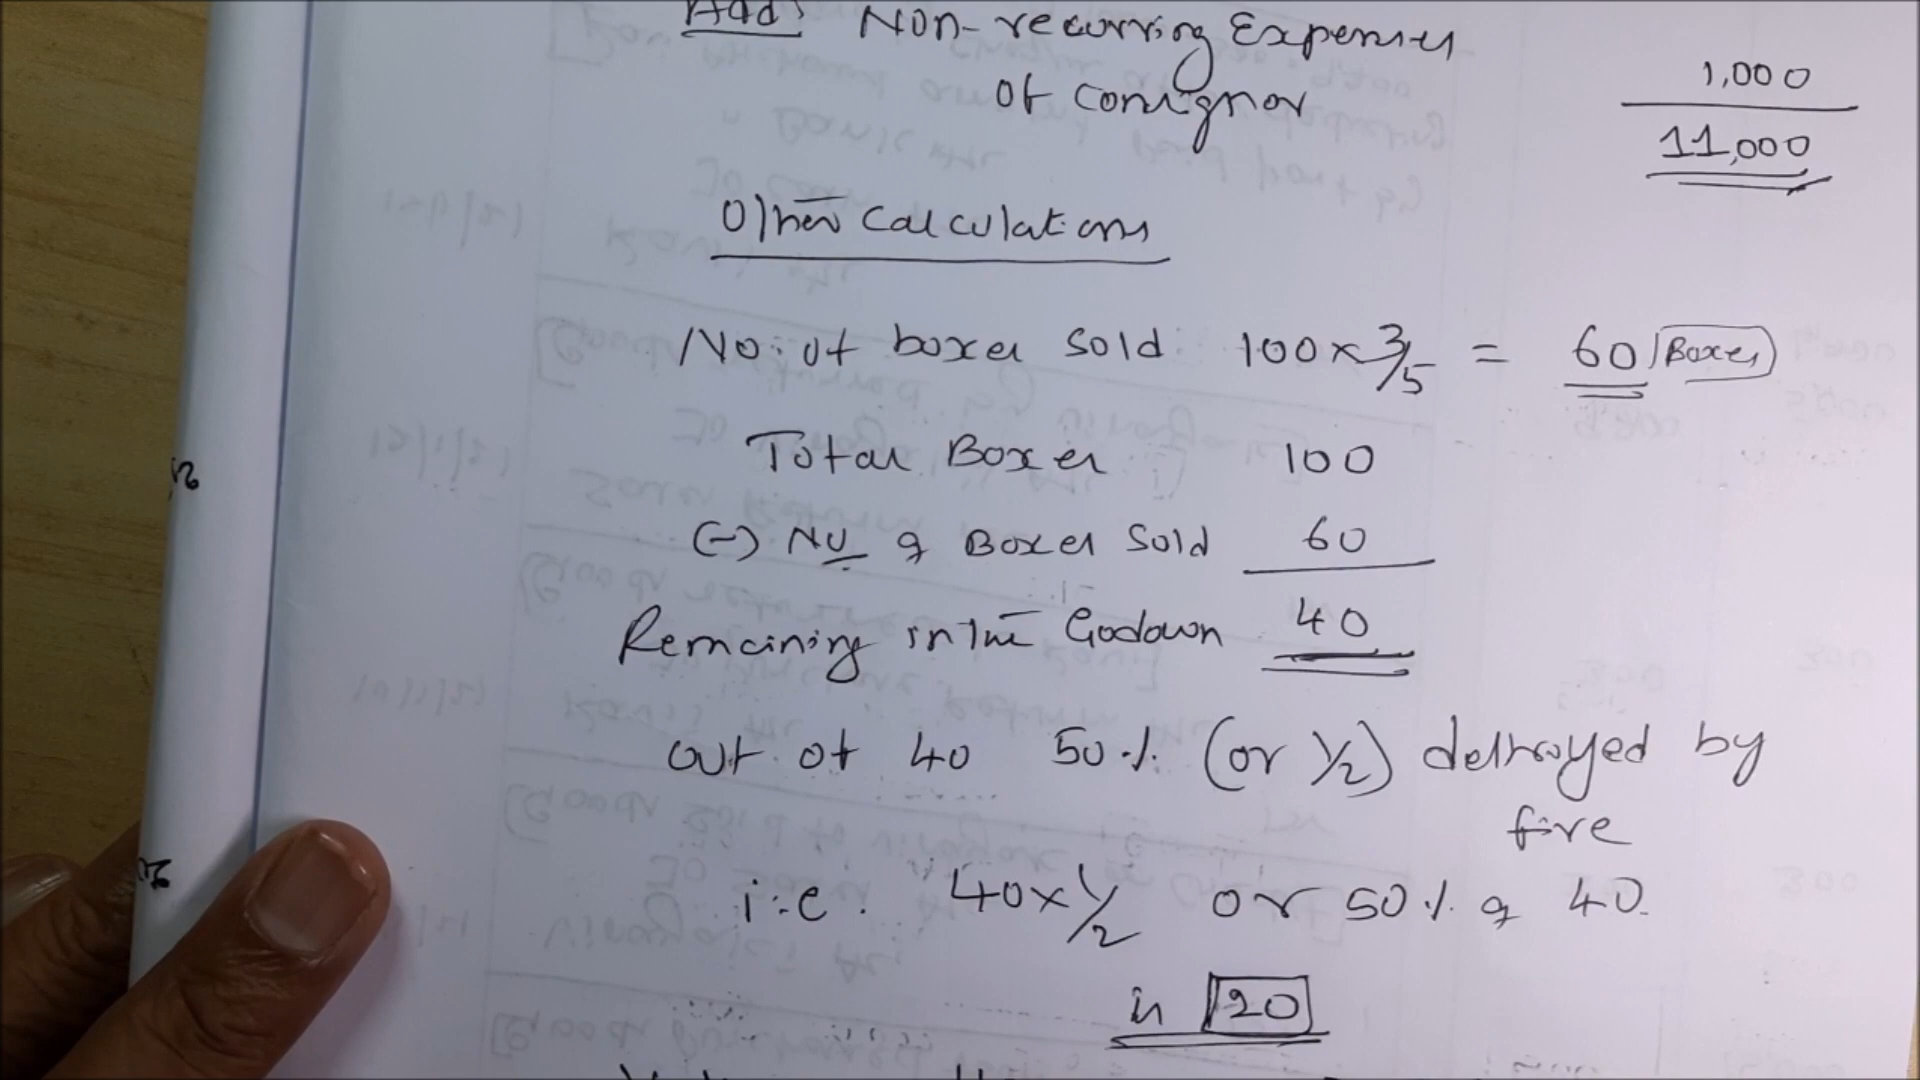 Add: Non-recurring Expenses
of consignor 1,000
11,000
Other Calculations
No. of boxes sold: 100 x 3/5 = 60 Boxes
Total Boxes 100
(-) No of Boxes Sold 60
Remaining in the Godown 40
out of 40 50% (or 1/2) destroyed by
fire
i.e. 40 x 1/2 or 50% of 40.
is 20